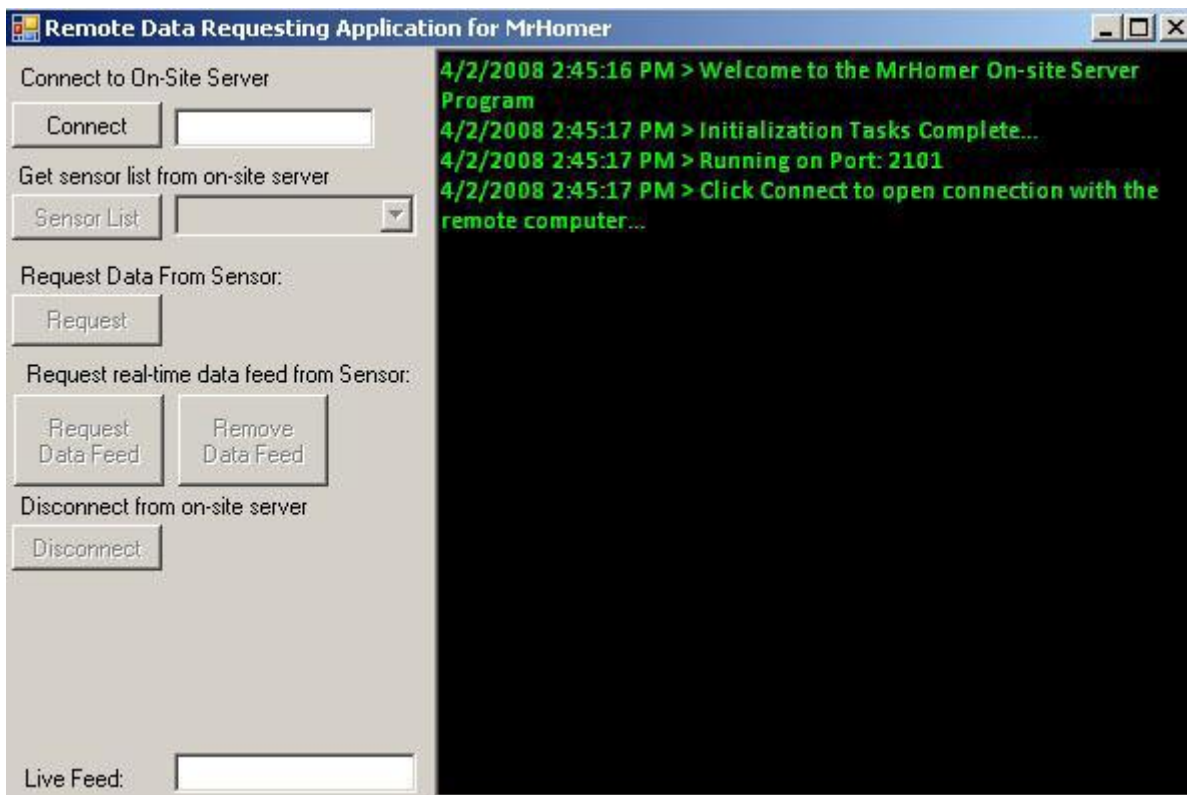 Remote Data Requesting Application for MrHomer
Connect to On-Site Server
Connect
Get sensor list from on-site server
Sensor List
Request Data From Sensor:
Request
Request real-time data feed from Sensor:
Request
Data Feed
Remove
Data Feed
Disconnect from on-site server
Disconnect
Live Feed:
4/2/2008 2:45:16 PM > Welcome to the MrHomer On-site Server
Program
4/2/2008 2:45:17 PM > Initialization Tasks Complete...
4/2/2008 2:45:17 PM > Running on Port: 2101
4/2/2008 2:45:17 PM > Click Connect to open connection with the
remote computer...